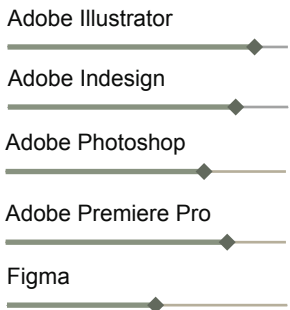 Adobe Illustrator
Adobe Indesign
Adobe Photoshop
Adobe Premiere Pro
Figma